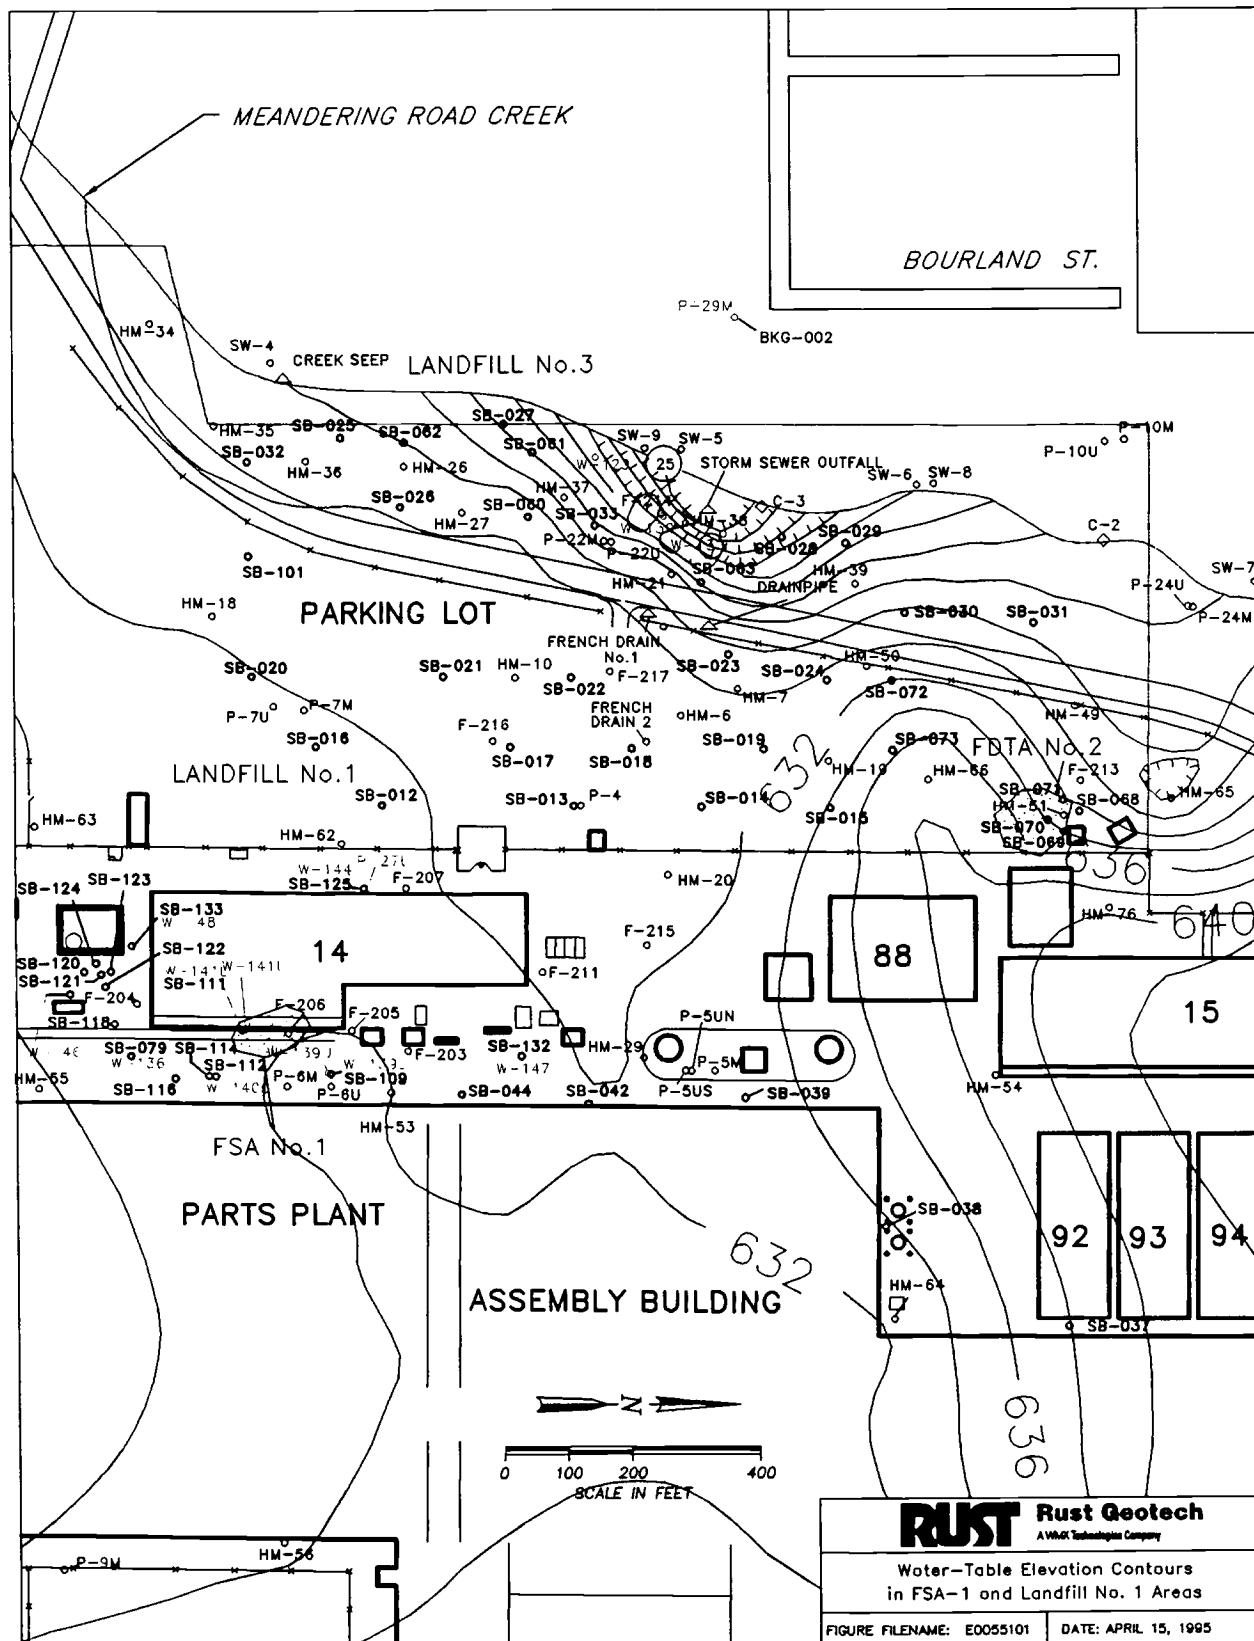 MEANDERING ROAD CREEK
BOURLAND ST.
P-29M
BKG-002
HM-34
SW-4
CREEK SEEP
LANDFILL No.3
HM-35
SB-025
SB-062
SB-027
SB-061
SW-9
SW-5
P-10M
P-10U
SB-032
HM-36
HM-26
25
STORM SEWER OUTFALL
SW-6
SW-8
HM-37
F-214
C-3
SB-026
HM-27
SB-060
SB-033
HM-38
C-2
P-22M
P-22U
SB-028
SB-029
SB-101
HM-21
SB-063
HM-39
DRAINPIPE
SW-7
P-24U
P-24M
HM-18
PARKING LOT
SB-030
SB-031
FRENCH DRAIN
No.1
SB-020
SB-021
HM-10
SB-022
F-217
SB-023
SB-024
HM-50
SB-072
HM-7
P-7U
P-7M
FRENCH
DRAIN 2
HM-6
HM-49
SB-016
F-216
SB-017
SB-018
SB-019
632
HM-19
SB-073
FDTA No.2
LANDFILL No.1
HM-66
F-213
SB-071
HM-65
SB-012
SB-013
P-4
SB-014
SB-015
SB-068
SB-070
SB-069
HM-63
HM-62
636
SB-124
SB-123
W-144
SB-125
F-207
HM-20
HM-76
640
SB-133
SB-122
14
F-215
88
SB-120
SB-121
SB-111
F-211
15
F-204
F-206
SB-118
F-205
P-5UN
SB-079
SB-114
SB-112
F-203
SB-132
W-147
HM-29
P-5M
HM-55
SB-116
P-6M
P-6U
SB-109
SB-044
SB-042
P-5US
SB-039
HM-54
HM-53
FSA No.1
PARTS PLANT
SB-038
92
93
94
632
HM-64
ASSEMBLY BUILDING
SB-037
N
636
0 100 200 400
SCALE IN FEET
HM-56
P-9M
RUST Rust Geotech
A WMX Technologies Company
Water-Table Elevation Contours
in FSA-1 and Landfill No. 1 Areas
FIGURE FILENAME: E0055101
DATE: APRIL 15, 1995